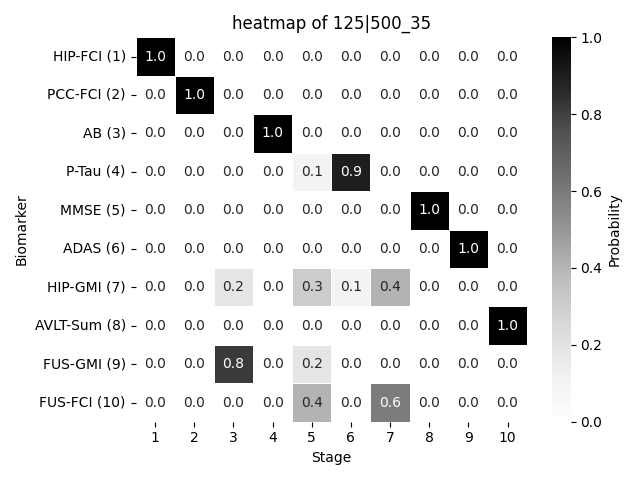 heatmap of 125|500_35
HIP-FCI (1) 1.0 0.0 0.0 0.0 0.0 0.0 0.0 0.0 0.0 0.0
PCC-FCI (2) 0.0 1.0 0.0 0.0 0.0 0.0 0.0 0.0 0.0 0.0
AB (3) 0.0 0.0 0.0 1.0 0.0 0.0 0.0 0.0 0.0 0.0
P-Tau (4) 0.0 0.0 0.0 0.0 0.1 0.9 0.0 0.0 0.0 0.0
MMSE (5) 0.0 0.0 0.0 0.0 0.0 0.0 0.0 1.0 0.0 0.0
ADAS (6) 0.0 0.0 0.0 0.0 0.0 0.0 0.0 0.0 1.0 0.0
HIP-GMI (7) 0.0 0.0 0.2 0.0 0.3 0.1 0.4 0.0 0.0 0.0
AVLT-Sum (8) 0.0 0.0 0.0 0.0 0.0 0.0 0.0 0.0 0.0 1.0
FUS-GMI (9) 0.0 0.0 0.8 0.0 0.2 0.0 0.0 0.0 0.0 0.0
FUS-FCI (10) 0.0 0.0 0.0 0.0 0.4 0.0 0.6 0.0 0.0 0.0
1 2 3 4 5 6 7 8 9 10
Stage
Biomarker
1.0
0.8
0.6
0.4
0.2
0.0
Probability